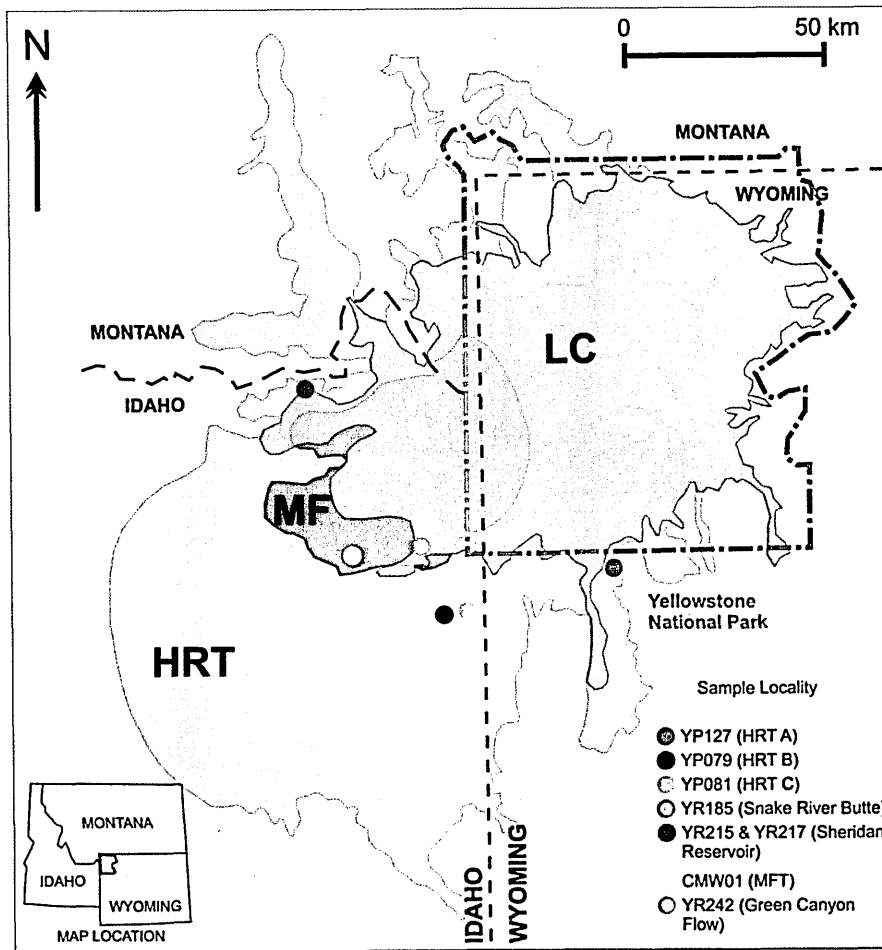 N
0 50 km
MONTANA
WYOMING
MONTANA
LC
IDAHO
MF
Yellowstone
National Park
HRT
Sample Locality
YP127 (HRT A)
YP079 (HRT B)
YP081 (HRT C)
YR185 (Snake River Butte)
YR215 & YR217 (Sheridan
Reservoir)
CMW01 (MFT)
YR242 (Green Canyon
Flow)
MONTANA
IDAHO
WYOMING
MAP LOCATION
IDAHO
WYOMING